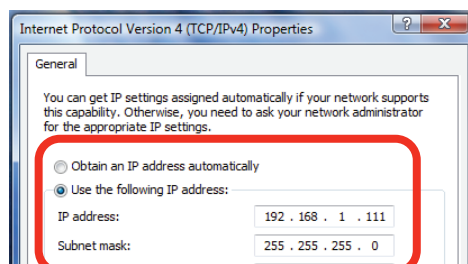 Internet Protocol Version 4 (TCP/IPv4) Properties
General
You can get IP settings assigned automatically if your network supports
this capability. Otherwise, you need to ask your network administrator
for the appropriate IP settings.
Obtain an IP address automatically
Use the following IP address:
IP address: 192 . 168 . 1 . 111
Subnet mask: 255 . 255 . 255 . 0